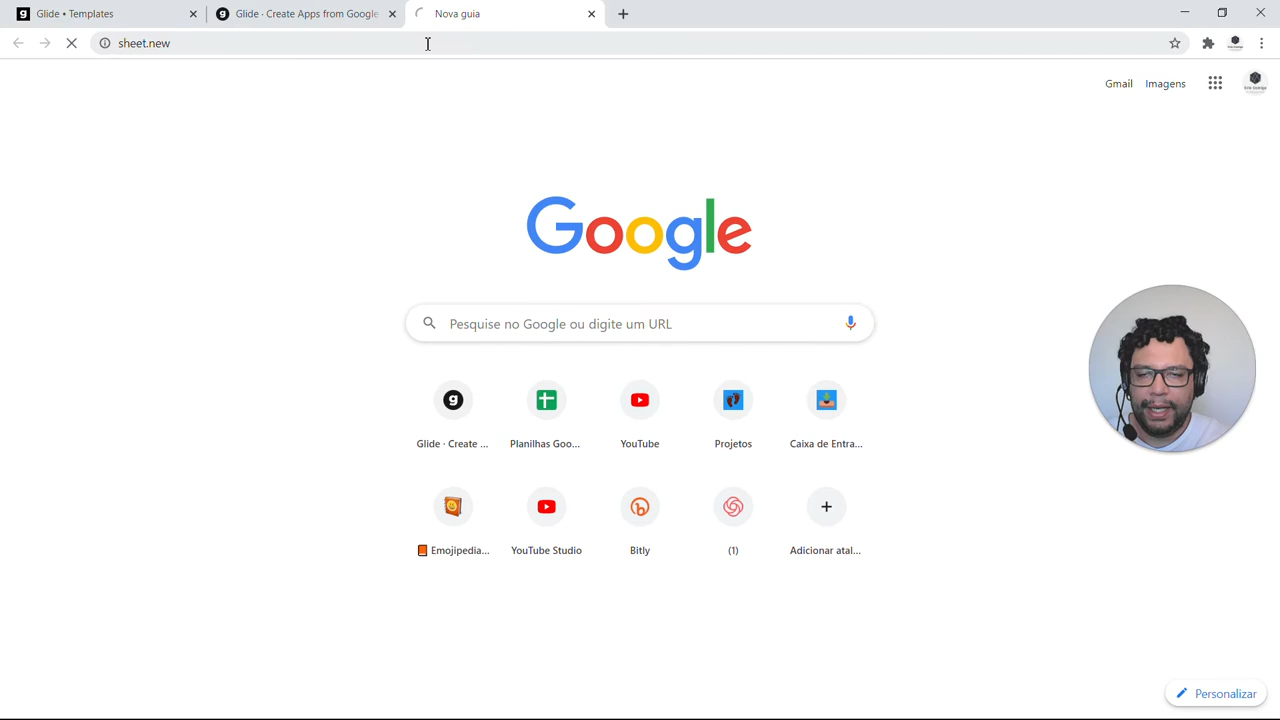 Glide • Templates
Glide · Create Apps from Google
Nova guia
sheet.new
Gmail Imagens
Google
Pesquise no Google ou digite um URL
Glide · Create ...
Planilhas Goo...
YouTube
Projetos
Caixa de Entra...
Emojipedia...
YouTube Studio
Bitly
(1)
Adicionar atal...
Personalizar